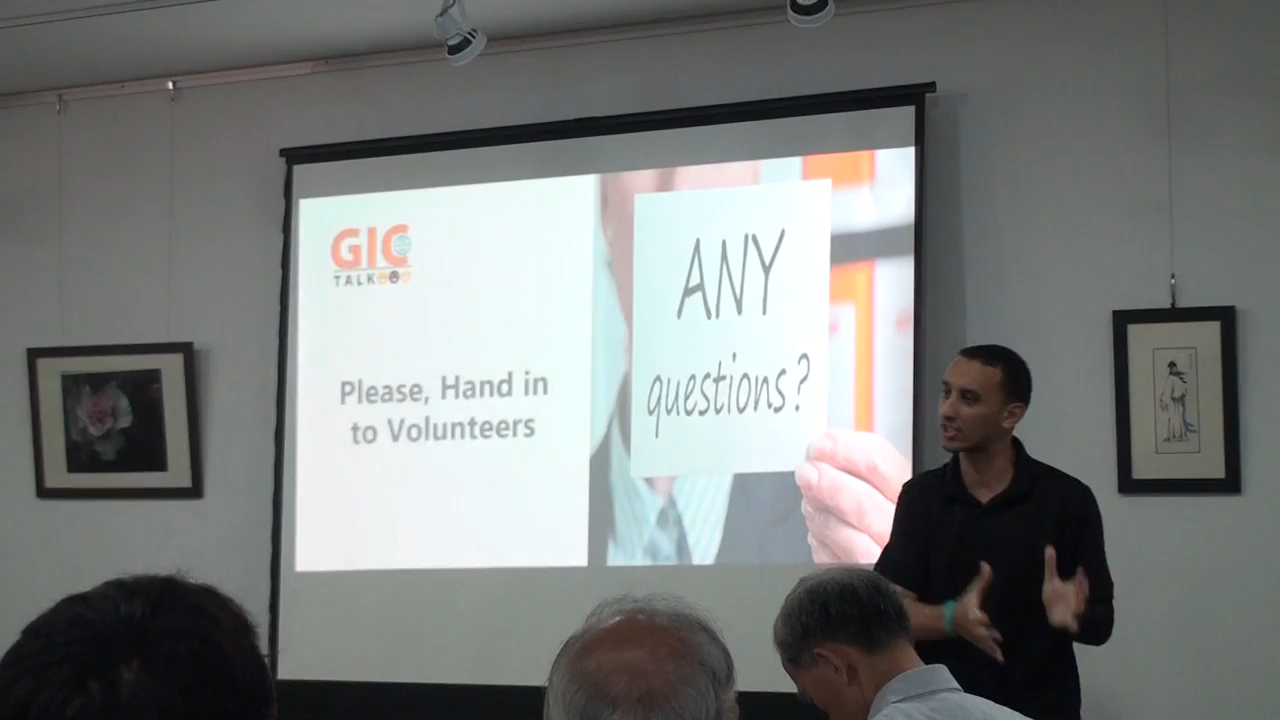 GIC
TALK
Please, Hand in
to Volunteers
ANY
questions?